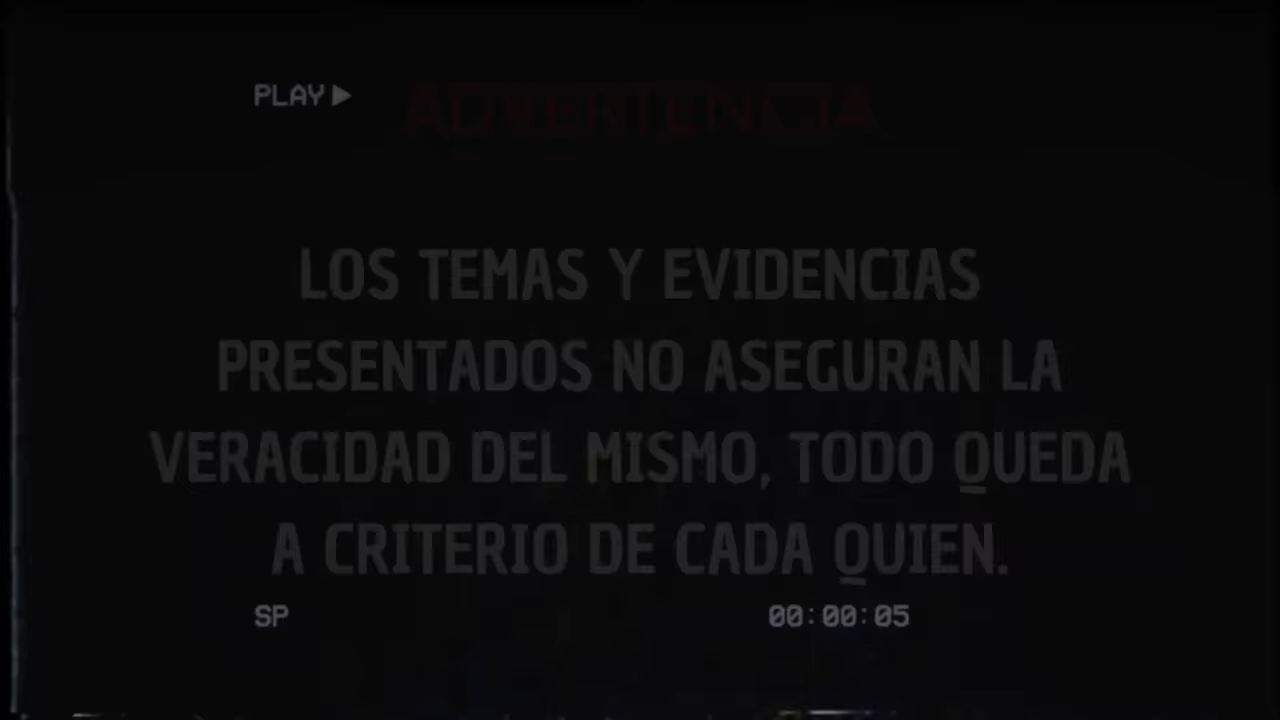 PLAY▶
ADVERTENCIA
LOS TEMAS Y EVIDENCIAS
PRESENTADOS NO ASEGURAN LA
VERACIDAD DEL MISMO, TODO QUEDA
A CRITERIO DE CADA QUIEN.
SP
00:00:05